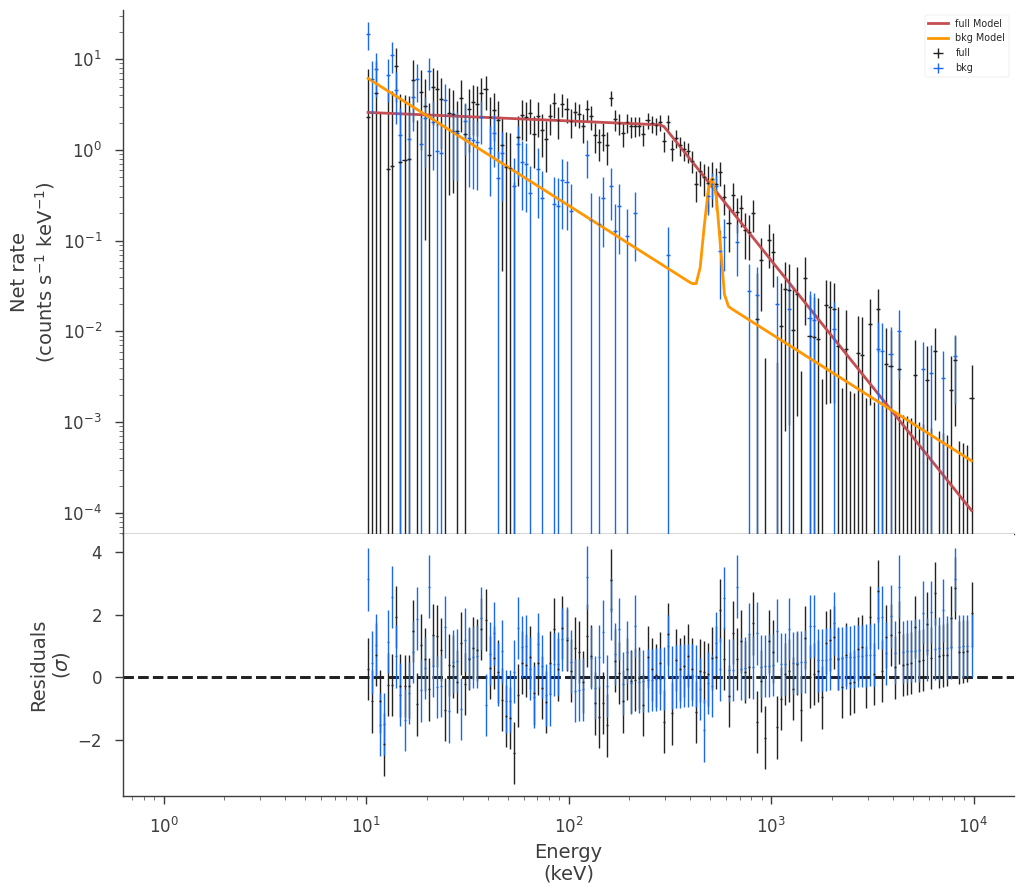 full Model
bkg Model
full
bkg
Net rate
(counts s⁻¹ keV⁻¹)
10¹
10⁰
10⁻¹
10⁻²
10⁻³
10⁻⁴
Residuals
(σ)
4
2
0
−2
10⁰ 10¹ 10² 10³ 10⁴
Energy
(keV)